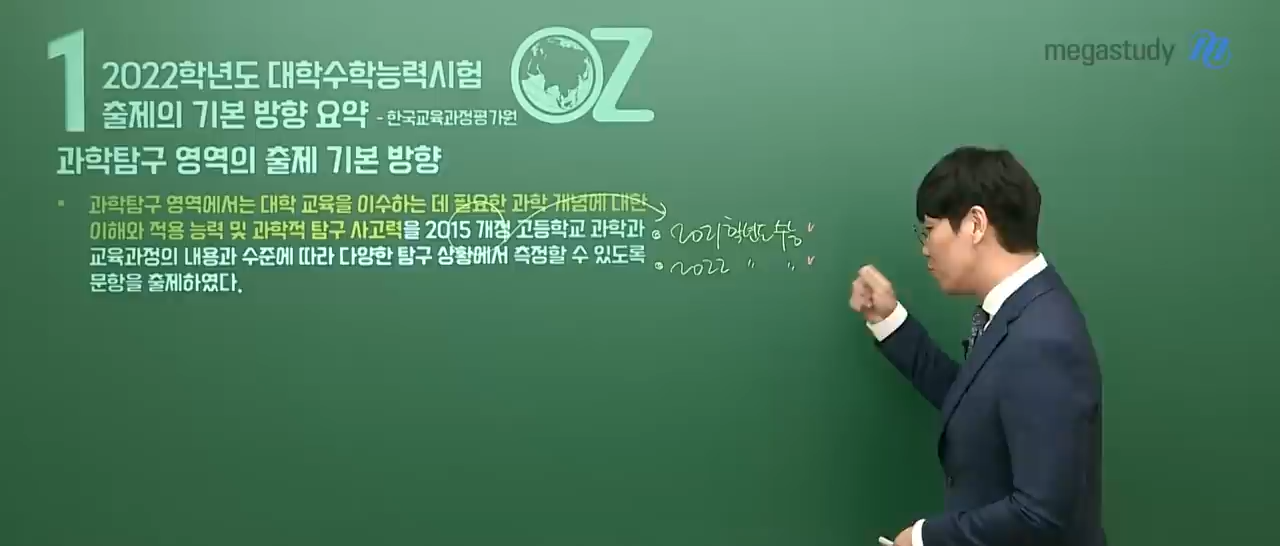 1
2022학년도 대학수학능력시험
출제의 기본 방향 요약 - 한국교육과정평가원
OZ
megastudy
과학탐구 영역의 출제 기본 방향
과학탐구 영역에서는 대학 교육을 이수하는 데 필요한 과학 개념에 대한
이해와 적용 능력 및 과학적 탐구 사고력을 2015 개정 고등학교 과학과
교육과정의 내용과 수준에 따라 다양한 탐구 상황에서 측정할 수 있도록
문항을 출제하였다.
2021학년도 수능
2022 " "